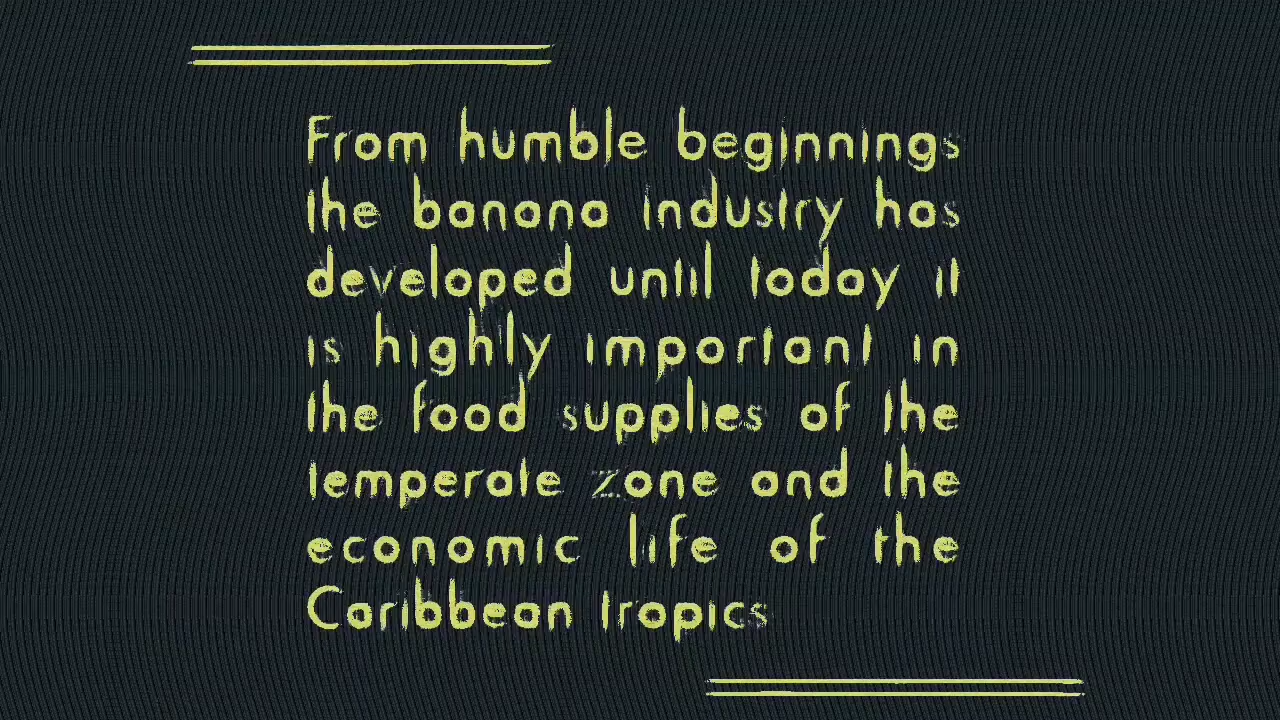 From humble beginnings
the banana industry has
developed until today it
is highly important in
the food supplies of the
temperate zone and the
economic life of the
Caribbean tropics